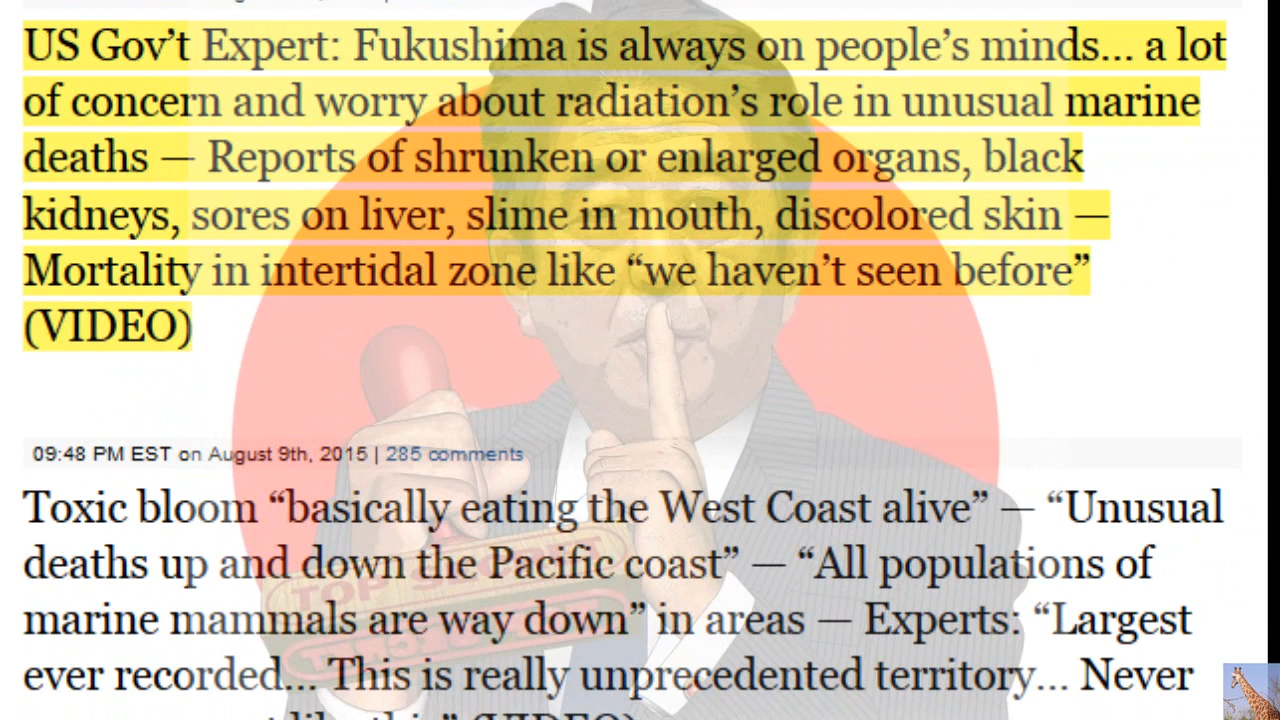 US Gov’t Expert: Fukushima is always on people’s minds... a lot
of concern and worry about radiation’s role in unusual marine
deaths — Reports of shrunken or enlarged organs, black
kidneys, sores on liver, slime in mouth, discolored skin —
Mortality in intertidal zone like “we haven’t seen before”
(VIDEO)
09:48 PM EST on August 9th, 2015 | 285 comments
Toxic bloom “basically eating the West Coast alive” — “Unusual
deaths up and down the Pacific coast” — “All populations of
marine mammals are way down” in areas — Experts: “Largest
ever recorded... This is really unprecedented territory... Never
(VIDEO)
TOP SECRET